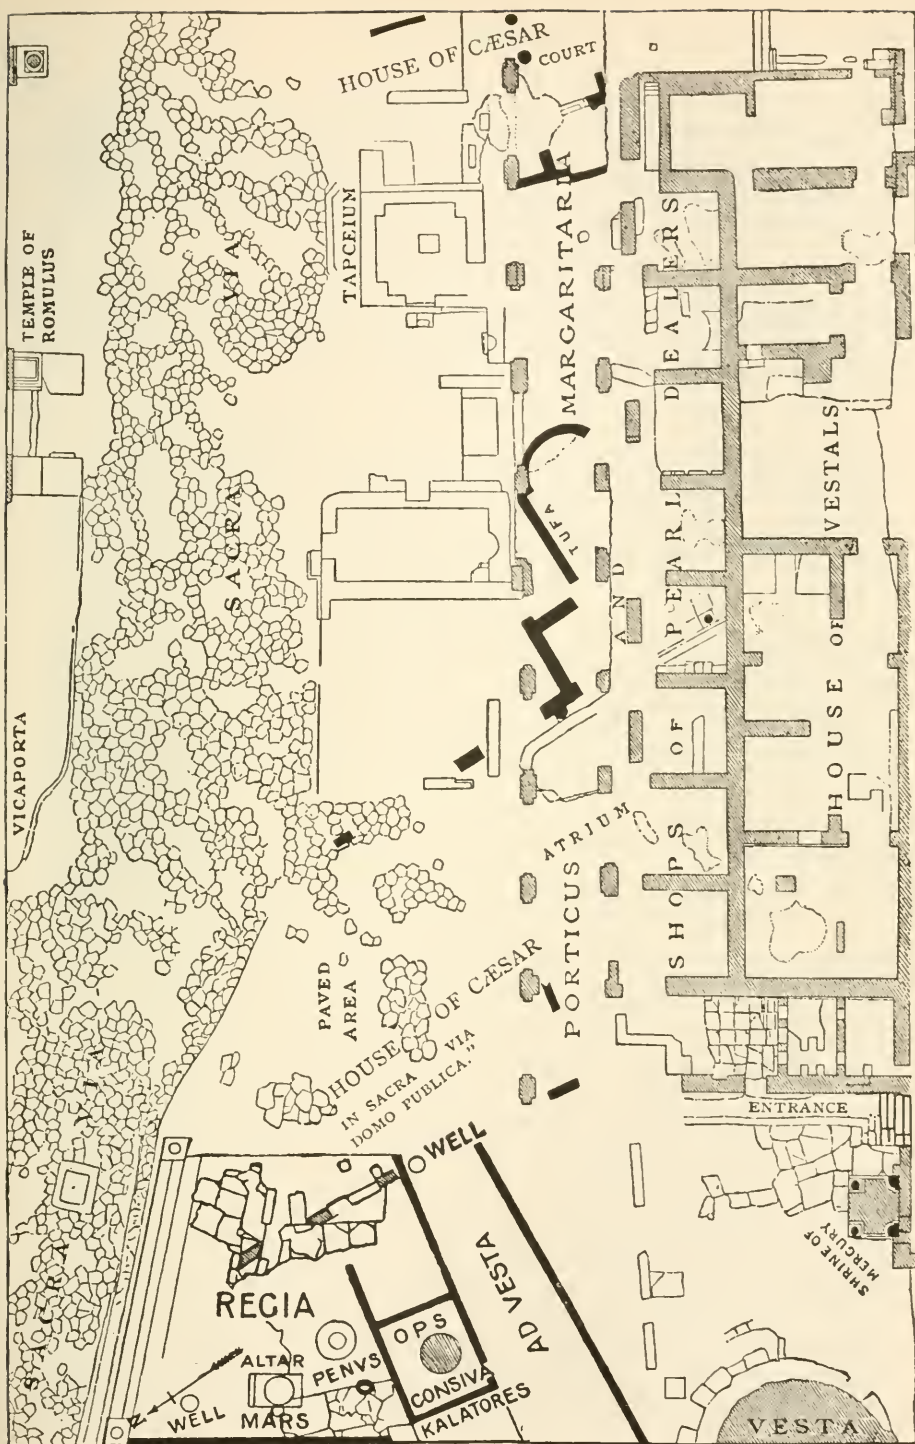 HOUSE OF CÆSAR
COURT
TEMPLE OF
ROMULUS
VIA
TAPCEIUM
MARGARITARIA
DEALERS
SACRA
TUFA
AND
PEARL
HOUSE OF
VESTALS
VICAPORTA
OF
ATRIUM
SHOPS
PORTICUS
PAVED
AREA
HOUSE OF CÆSAR
IN SACRA VIA
DOMO PUBLICA."
SACRA VIA
WELL
ENTRANCE
SHRINE OF
MERCURY
REGIA
AD VESTA
OPS
CONSIVA
KALATORES
ALTAR
MARS
PENVS
N
WELL
VESTA